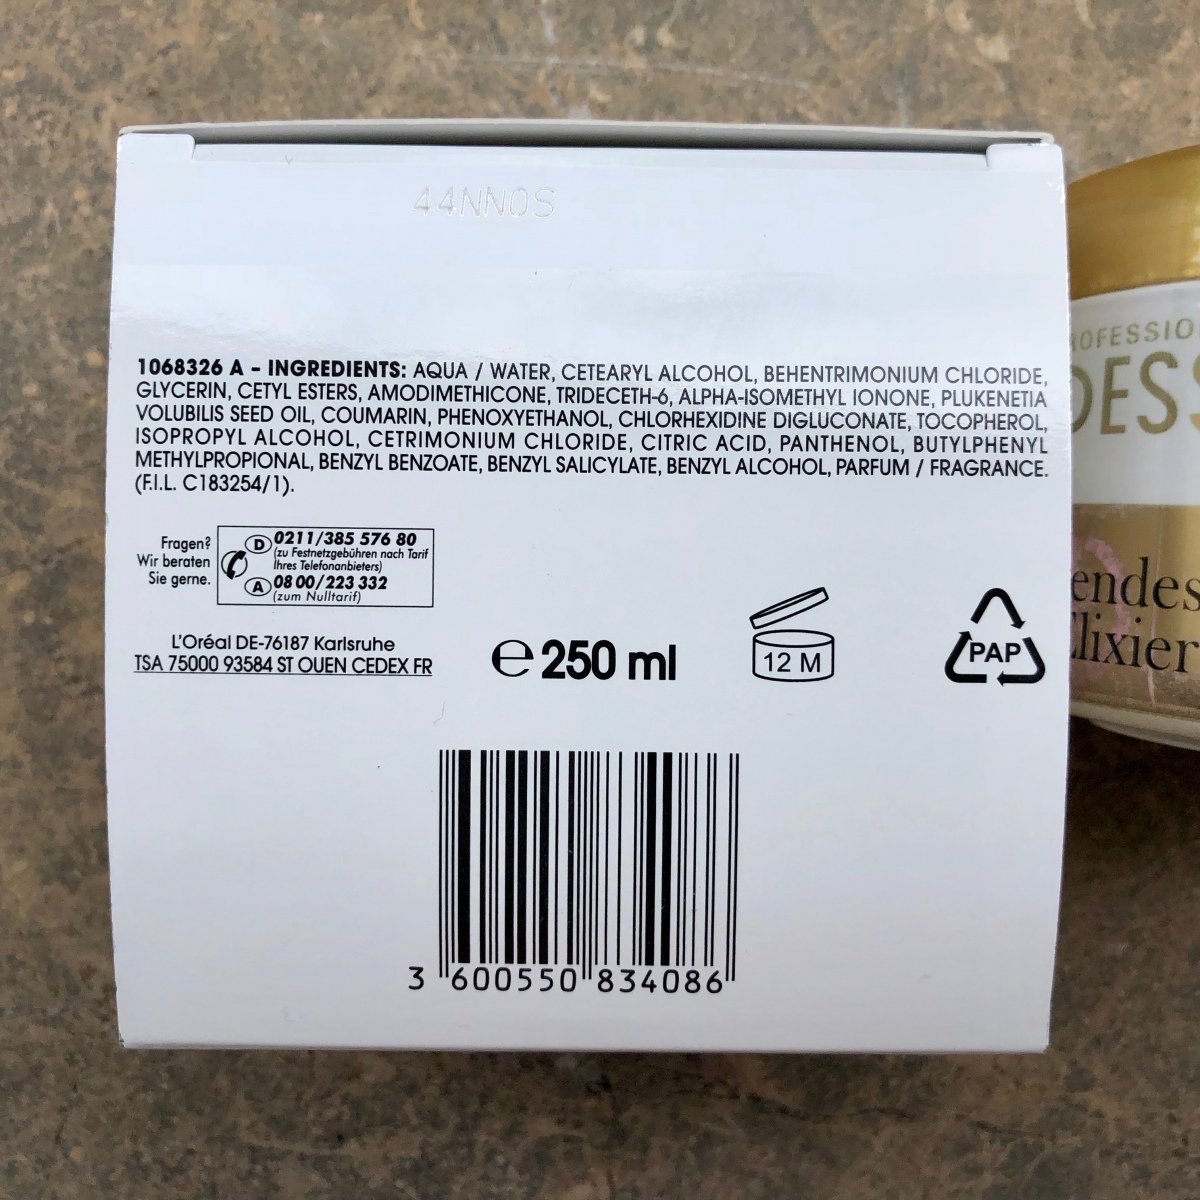 44NN0S
1068326 A – INGREDIENTS: AQUA / WATER, CETEARYL ALCOHOL, BEHENTRIMONIUM CHLORIDE,
GLYCERIN, CETYL ESTERS, AMODIMETHICONE, TRIDECETH-6, ALPHA-ISOMETHYL IONONE, PLUKENETIA
VOLUBILIS SEED OIL, COUMARIN, PHENOXYETHANOL, CHLORHEXIDINE DIGLUCONATE, TOCOPHEROL,
ISOPROPYL ALCOHOL, CETRIMONIUM CHLORIDE, CITRIC ACID, PANTHENOL, BUTYLPHENYL
METHYLPROPIONAL, BENZYL BENZOATE, BENZYL SALICYLATE, BENZYL ALCOHOL, PARFUM / FRAGRANCE.
(F.I.L. C183254/1).
Fragen?
Wir beraten
Sie gerne.
D 0211/385 576 80
(zu Festnetzgebühren nach Tarif
Ihres Telefonanbieters)
A 08 00/223 332
(zum Nulltarif)
L'Oréal DE-76187 Karlsruhe
TSA 75000 93584 ST OUEN CEDEX FR
℮ 250 ml
12 M
PAP
3 600550 834086
ROFESSIO
DESS
endes
Elixier